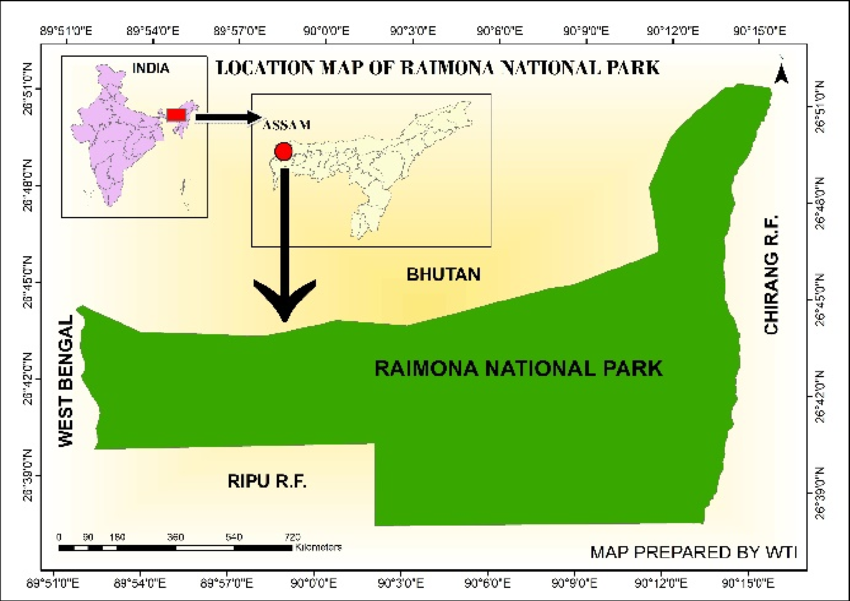 89°51'0"E 89°54'0"E 89°57'0"E 90°0'0"E 90°3'0"E 90°6'0"E 90°9'0"E 90°12'0"E 90°15'0"E
INDIA
LOCATION MAP OF RAIMONA NATIONAL PARK
ASSAM
26°51'0"N
26°48'0"N
26°45'0"N
26°42'0"N
26°39'0"N
26°51'0"N
26°48'0"N
26°45'0"N
26°42'0"N
26°39'0"N
BHUTAN
CHIRANG R.F.
WEST BENGAL
RAIMONA NATIONAL PARK
RIPU R.F.
0 90 180 360 540 720
Kilometers
MAP PREPARED BY WTI
89°51'0"E 89°54'0"E 89°57'0"E 90°0'0"E 90°3'0"E 90°6'0"E 90°9'0"E 90°12'0"E 90°15'0"E